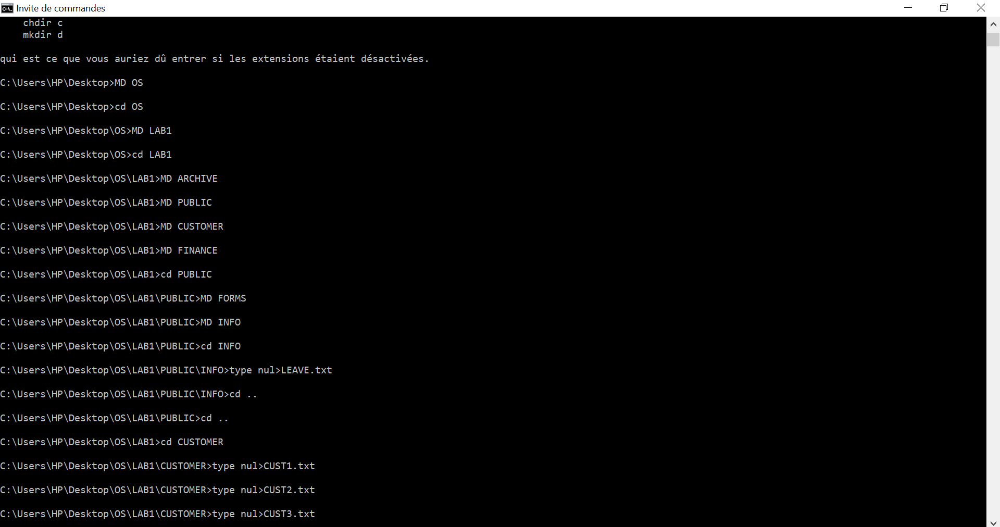 Invite de commandes
chdir c
mkdir d
qui est ce que vous auriez dû entrer si les extensions étaient désactivées.
C:\Users\HP\Desktop>MD OS
C:\Users\HP\Desktop>cd OS
C:\Users\HP\Desktop\OS>MD LAB1
C:\Users\HP\Desktop\OS>cd LAB1
C:\Users\HP\Desktop\OS\LAB1>MD ARCHIVE
C:\Users\HP\Desktop\OS\LAB1>MD PUBLIC
C:\Users\HP\Desktop\OS\LAB1>MD CUSTOMER
C:\Users\HP\Desktop\OS\LAB1>MD FINANCE
C:\Users\HP\Desktop\OS\LAB1>cd PUBLIC
C:\Users\HP\Desktop\OS\LAB1\PUBLIC>MD FORMS
C:\Users\HP\Desktop\OS\LAB1\PUBLIC>MD INFO
C:\Users\HP\Desktop\OS\LAB1\PUBLIC>cd INFO
C:\Users\HP\Desktop\OS\LAB1\PUBLIC\INFO>type nul>LEAVE.txt
C:\Users\HP\Desktop\OS\LAB1\PUBLIC\INFO>cd ..
C:\Users\HP\Desktop\OS\LAB1\PUBLIC>cd ..
C:\Users\HP\Desktop\OS\LAB1>cd CUSTOMER
C:\Users\HP\Desktop\OS\LAB1\CUSTOMER>type nul>CUST1.txt
C:\Users\HP\Desktop\OS\LAB1\CUSTOMER>type nul>CUST2.txt
C:\Users\HP\Desktop\OS\LAB1\CUSTOMER>type nul>CUST3.txt